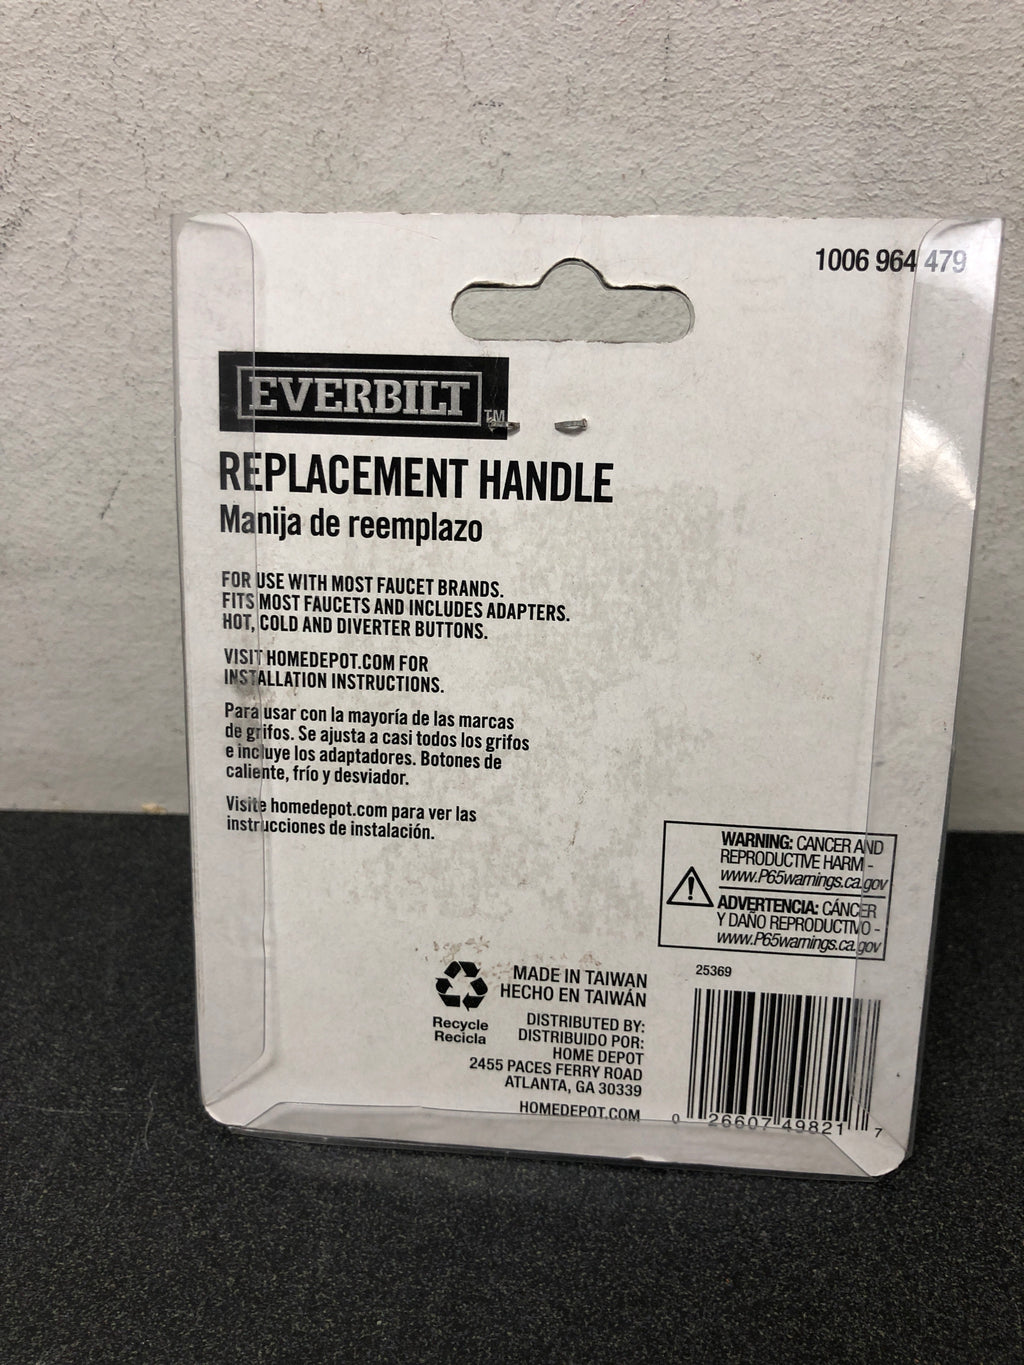 1006 964 479
EVERBILT
TM
REPLACEMENT HANDLE
Manija de reemplazo
FOR USE WITH MOST FAUCET BRANDS.
FITS MOST FAUCETS AND INCLUDES ADAPTERS.
HOT, COLD AND DIVERTER BUTTONS.
VISIT HOMEDEPOT.COM FOR
INSTALLATION INSTRUCTIONS.
Para usar con la mayoría de las marcas
de grifos. Se ajusta a casi todos los grifos
e incluye los adaptadores. Botones de
caliente, frío y desviador.
Visite homedepot.com para ver las
instrucciones de instalación.
WARNING: CANCER AND
REPRODUCTIVE HARM -
www.P65warnings.ca.gov
ADVERTENCIA: CÁNCER
Y DAÑO REPRODUCTIVO -
www.P65warnings.ca.gov
Recycle
Recicla
MADE IN TAIWAN
HECHO EN TAIWÁN
DISTRIBUTED BY:
DISTRIBUIDO POR:
HOME DEPOT
2455 PACES FERRY ROAD
ATLANTA, GA 30339
HOMEDEPOT.COM
25369
0 26607 49821 7